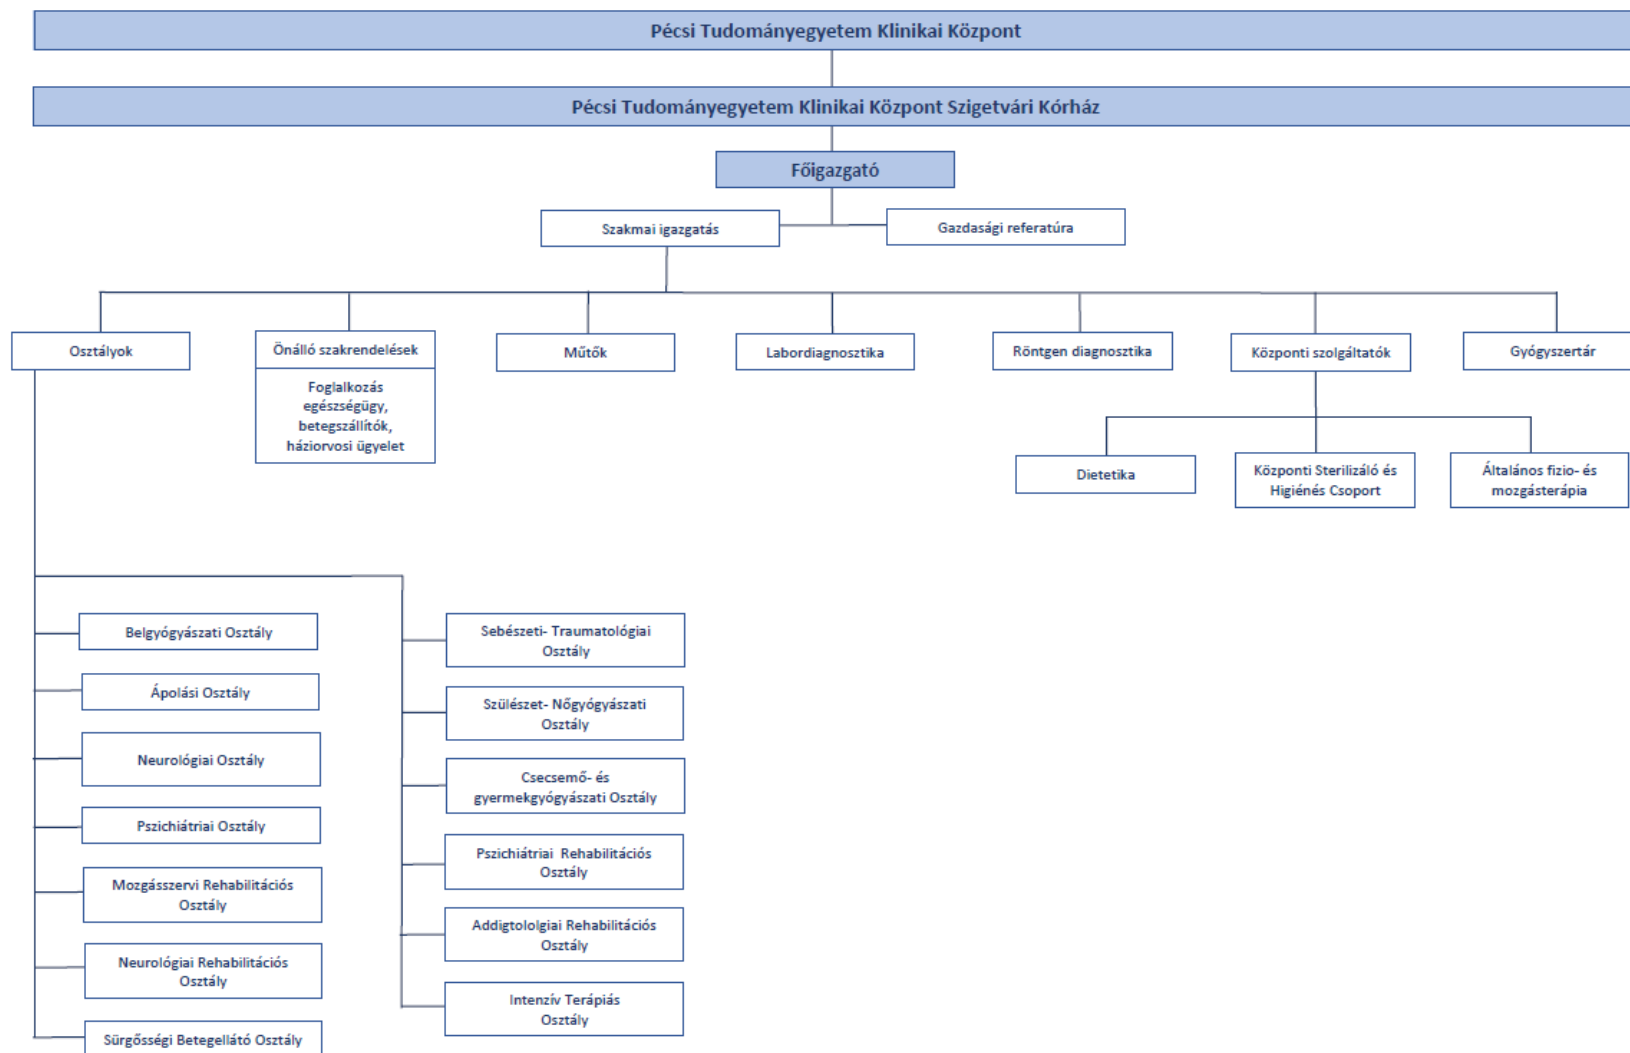 Pécsi Tudományegyetem Klinikai Központ
Pécsi Tudományegyetem Klinikai Központ Szigetvári Kórház
Főigazgató
Szakmai igazgatás
Gazdasági referatúra
Osztályok
Önálló szakrendelések
Foglalkozás
egészségügy,
betegszállítók,
háziorvosi ügyelet
Műtők
Labordiagnosztika
Röntgen diagnosztika
Központi szolgáltatók
Gyógyszertár
Dietetika
Központi Sterilizáló és
Higiénés Csoport
Általános fizio- és
mozgásterápia
Belgyógyászati Osztály
Ápolási Osztály
Neurológiai Osztály
Pszichiátriai Osztály
Mozgásszervi Rehabilitációs
Osztály
Neurológiai Rehabilitációs
Osztály
Sürgősségi Betegellátó Osztály
Sebészeti- Traumatológiai
Osztály
Szülészet- Nőgyógyászati
Osztály
Csecsemő- és
gyermekgyógyászati Osztály
Pszichiátriai Rehabilitációs
Osztály
Addigtololgiai Rehabilitációs
Osztály
Intenzív Terápiás
Osztály